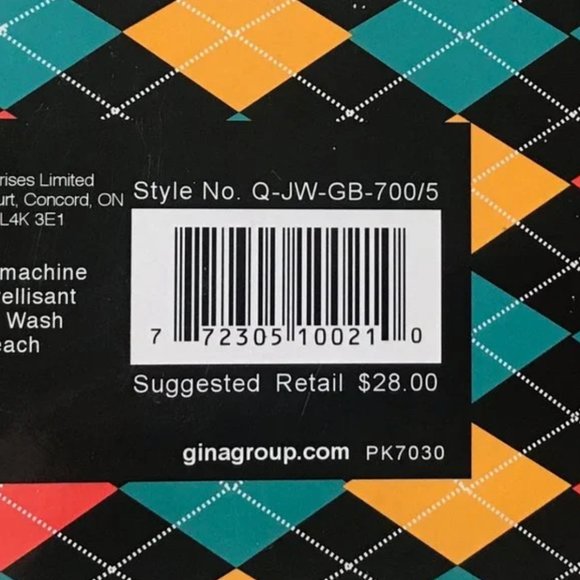 rises Limited
urt, Concord, ON
L4K 3E1
machine
ellisant
Wash
each
Style No. Q-JW-GB-700/5
7 72305 10021 0
Suggested Retail $28.00
ginagroup.com PK7030